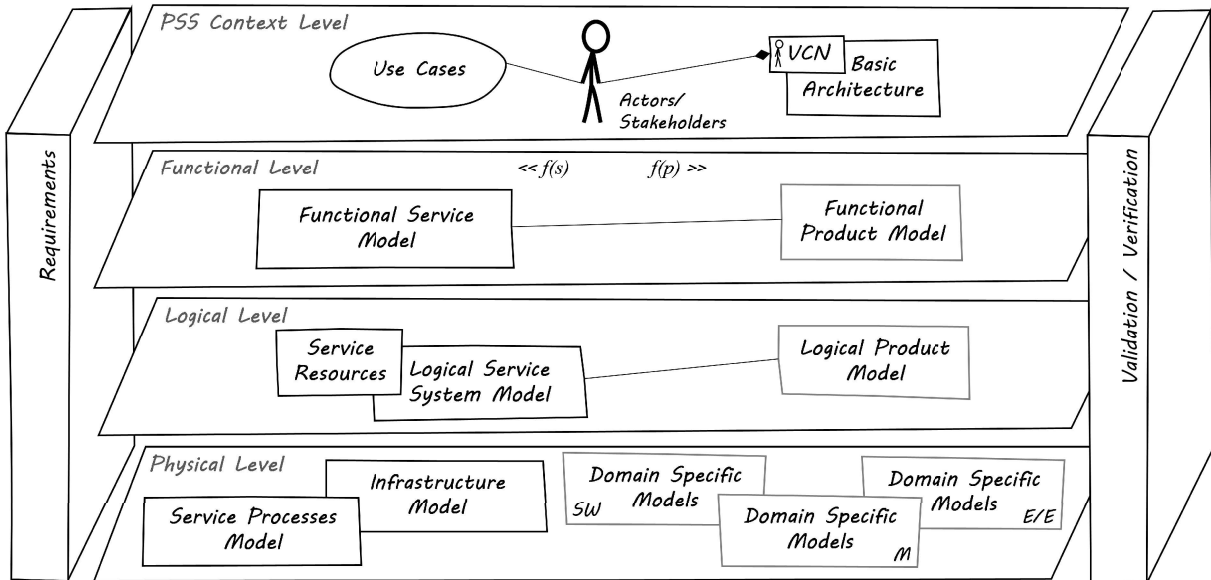 PSS Context Level
Use Cases
Actors/
Stakeholders
VCN
Basic
Architecture
Requirements
Validation / Verification
Functional Level
<< f(s)
f(p) >>
Functional Service
Model
Functional
Product Model
Logical Level
Service
Resources
Logical Service
System Model
Logical Product
Model
Physical Level
Infrastructure
Model
Service Processes
Model
Domain Specific
Models
SW
Domain Specific
Models
M
Domain Specific
Models
E/E